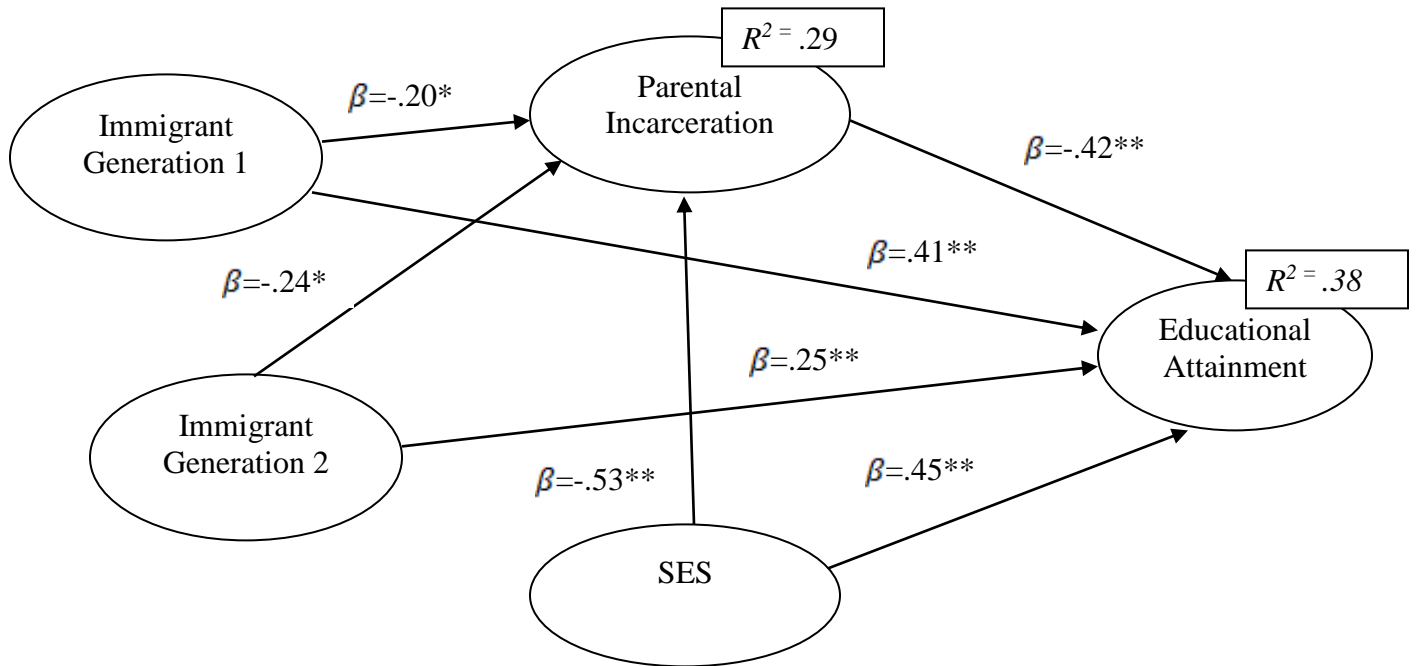 R² = .29
Parental
Incarceration
β=-.20*
Immigrant
Generation 1
β=-.42**
β=.41**
β=-.24*
R² = .38
Educational
Attainment
β=.25**
Immigrant
Generation 2
β=-.53**
β=.45**
SES